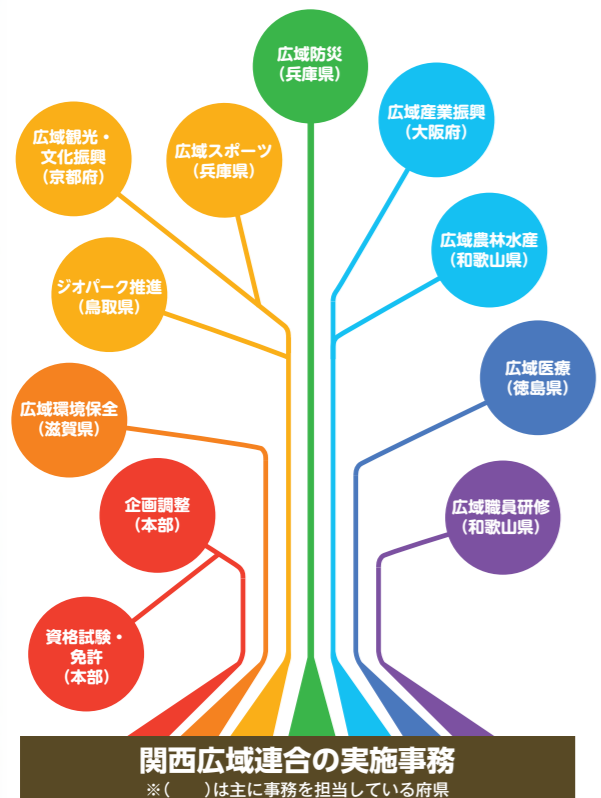 広域防災
（兵庫県）
広域産業振興
（大阪府）
広域観光・
文化振興
（京都府）
広域スポーツ
（兵庫県）
広域農林水産
（和歌山県）
ジオパーク推進
（鳥取県）
広域医療
（徳島県）
広域環境保全
（滋賀県）
企画調整
（本部）
広域職員研修
（和歌山県）
資格試験・
免許
（本部）
関西広域連合の実施事務
※（　　）は主に事務を担当している府県